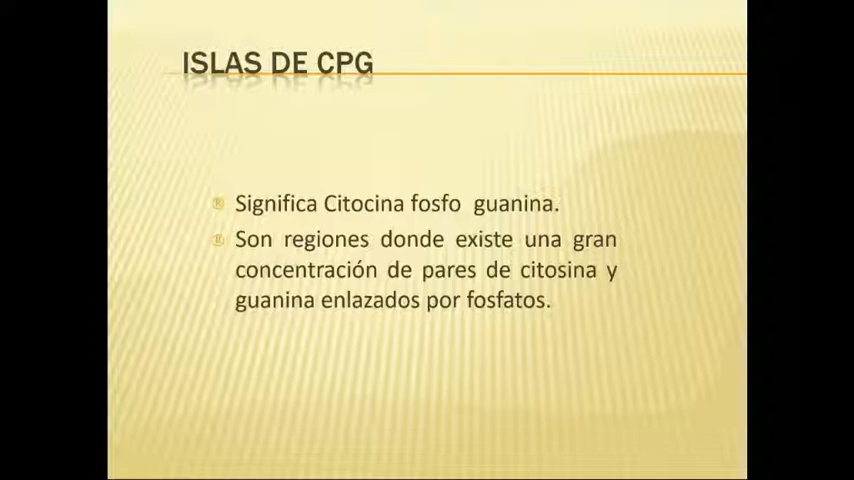 ISLAS DE CPG
Significa Citocina fosfo guanina.
Son regiones donde existe una gran
concentración de pares de citosina y
guanina enlazados por fosfatos.